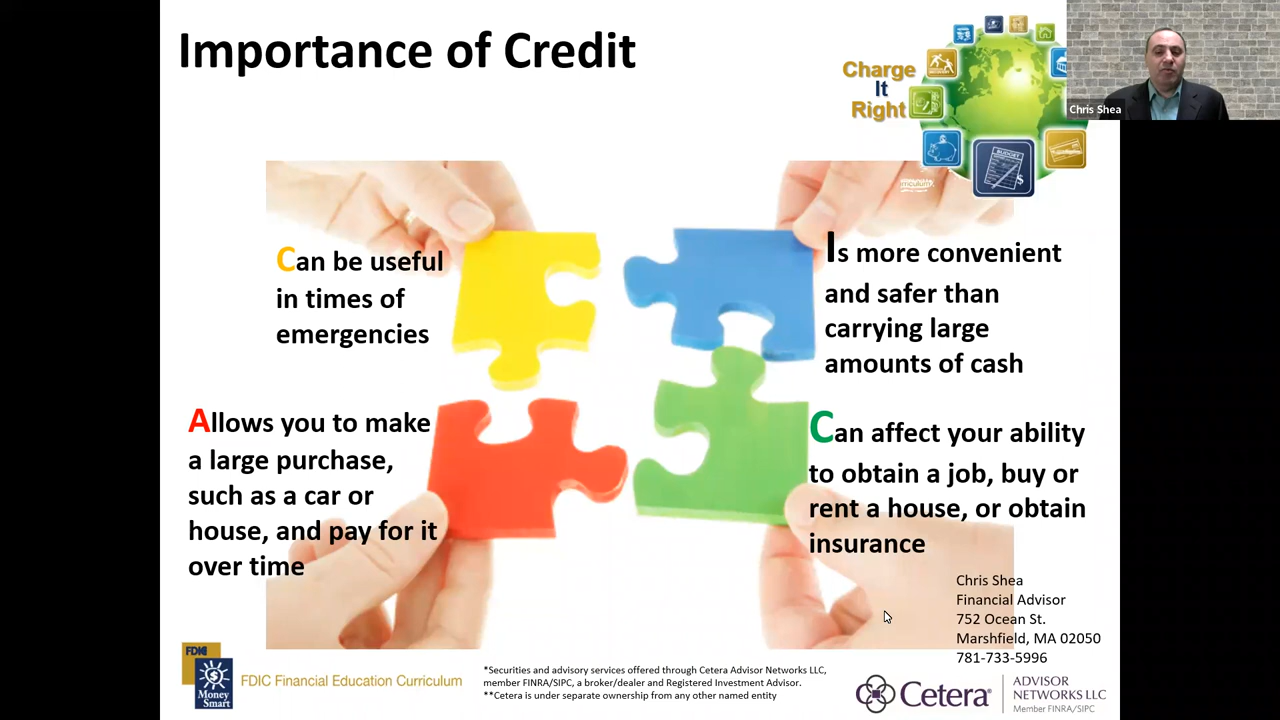 Importance of Credit
Charge
It
Right
Chris Shea
BUDGET
Can be useful
in times of
emergencies
Is more convenient
and safer than
carrying large
amounts of cash
Allows you to make
a large purchase,
such as a car or
house, and pay for it
over time
Can affect your ability
to obtain a job, buy or
rent a house, or obtain
insurance
Chris Shea
Financial Advisor
752 Ocean St.
Marshfield, MA 02050
781-733-5996
FDIC
Money
Smart
FDIC Financial Education Curriculum
*Securities and advisory services offered through Cetera Advisor Networks LLC,
member FINRA/SIPC, a broker/dealer and Registered Investment Advisor.
**Cetera is under separate ownership from any other named entity
Cetera®
ADVISOR
NETWORKS LLC
Member FINRA/SIPC